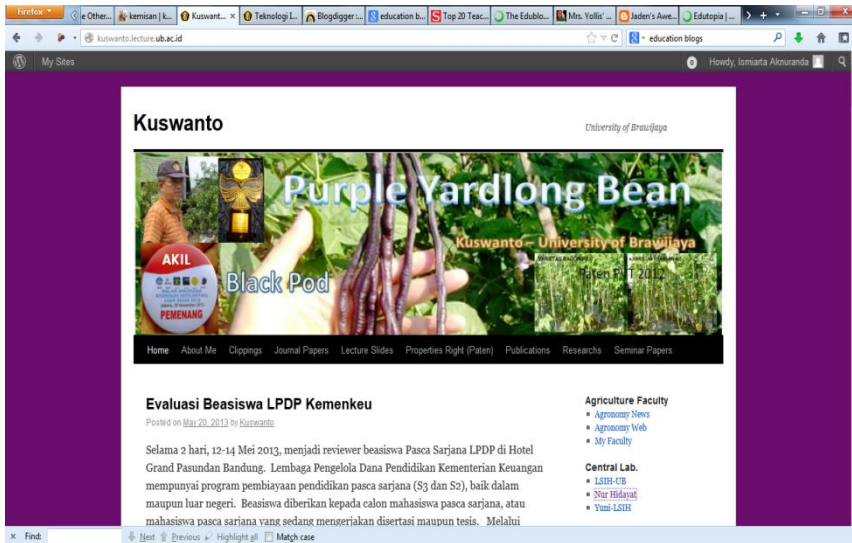 Firefox
e Other...
kemisan | k...
Kuswant... ×
Teknologi I...
Blogdigger :...
education b...
Top 20 Teac...
The Edublo...
Mrs. Yollis' ...
Jaden's Awe...
Edutopia | ...
kuswanto.lecture.ub.ac.id
education blogs
My Sites
0 Howdy, Ismiarta Aknuranda
Kuswanto
University of Brawijaya
Purple Yardlong Bean
Kuswanto – University of Brawijaya
AKIL
PEMENANG
Black Pod
Paten PVT 2012
Home About Me Clippings Journal Papers Lecture Slides Properties Right (Paten) Publications Researchs Seminar Papers
Evaluasi Beasiswa LPDP Kemenkeu
Posted on May 20, 2013 by Kuswanto
Selama 2 hari, 12-14 Mei 2013, menjadi reviewer beasiswa Pasca Sarjana LPDP di Hotel
Grand Pasundan Bandung. Lembaga Pengelola Dana Pendidikan Kementerian Keuangan
mempunyai program pembiayaan pendidikan pasca sarjana (S3 dan S2), baik dalam
maupun luar negeri. Beasiswa diberikan kepada calon mahasiswa pasca sarjana, atau
mahasiswa pasca sarjana yang sedang mengerjakan disertasi maupun tesis. Melalui
Agriculture Faculty
Agronomy News
Agronomy Web
My Faculty
Central Lab.
LSIH-UB
Nur Hidayat
Yuni-LSIH
× Find: Next Previous Highlight all Match case